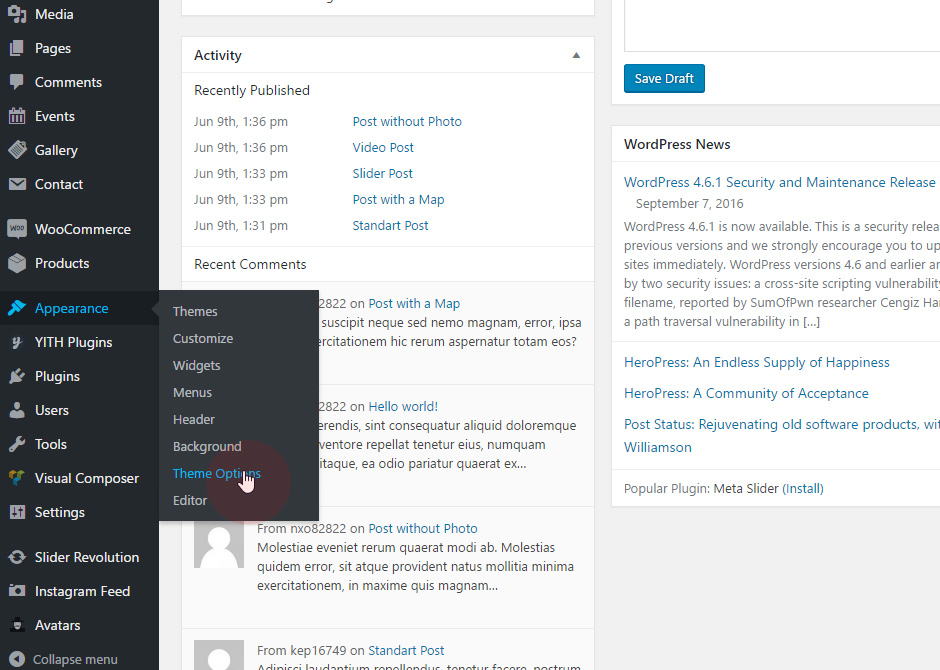 Media
Pages
Comments
Events
Gallery
Contact
WOO
WooCommerce
Products
Appearance
YITH Plugins
Plugins
Users
Tools
Visual Composer
Settings
Slider Revolution
Instagram Feed
Avatars
Collapse menu
Themes
Customize
Widgets
Menus
Header
Background
Theme Options
Editor
Activity
Recently Published
Jun 9th, 1:36 pm Post without Photo
Jun 9th, 1:36 pm Video Post
Jun 9th, 1:33 pm Slider Post
Jun 9th, 1:33 pm Post with a Map
Jun 9th, 1:31 pm Standart Post
Recent Comments
2822 on Post with a Map
suscipit neque sed nemo magnam, error, ipsa
exercitationem hic rerum aspernatur totam eos?
2822 on Hello world!
erendis, sint consequatur aliquid doloremque
ventore repellat tenetur eius, numquam
itaque, ea odio pariatur quaerat ex...
From nxo82822 on Post without Photo
Molestiae eveniet rerum quaerat modi ab. Molestias
quidem error, sit atque provident natus mollitia minima
exercitationem, in maxime quis magnam...
From kep16749 on Standart Post
Adipisci laudantium repellendus, tenetur facere, nostrum
Save Draft
WordPress News
WordPress 4.6.1 Security and Maintenance Release
September 7, 2016
WordPress 4.6.1 is now available. This is a security relea
previous versions and we strongly encourage you to up
sites immediately. WordPress versions 4.6 and earlier ar
by two security issues: a cross-site scripting vulnerability
filename, reported by SumOfPwn researcher Cengiz Ha
a path traversal vulnerability in [...]
HeroPress: An Endless Supply of Happiness
HeroPress: A Community of Acceptance
Post Status: Rejuvenating old software products, wit
Williamson
Popular Plugin: Meta Slider (Install)